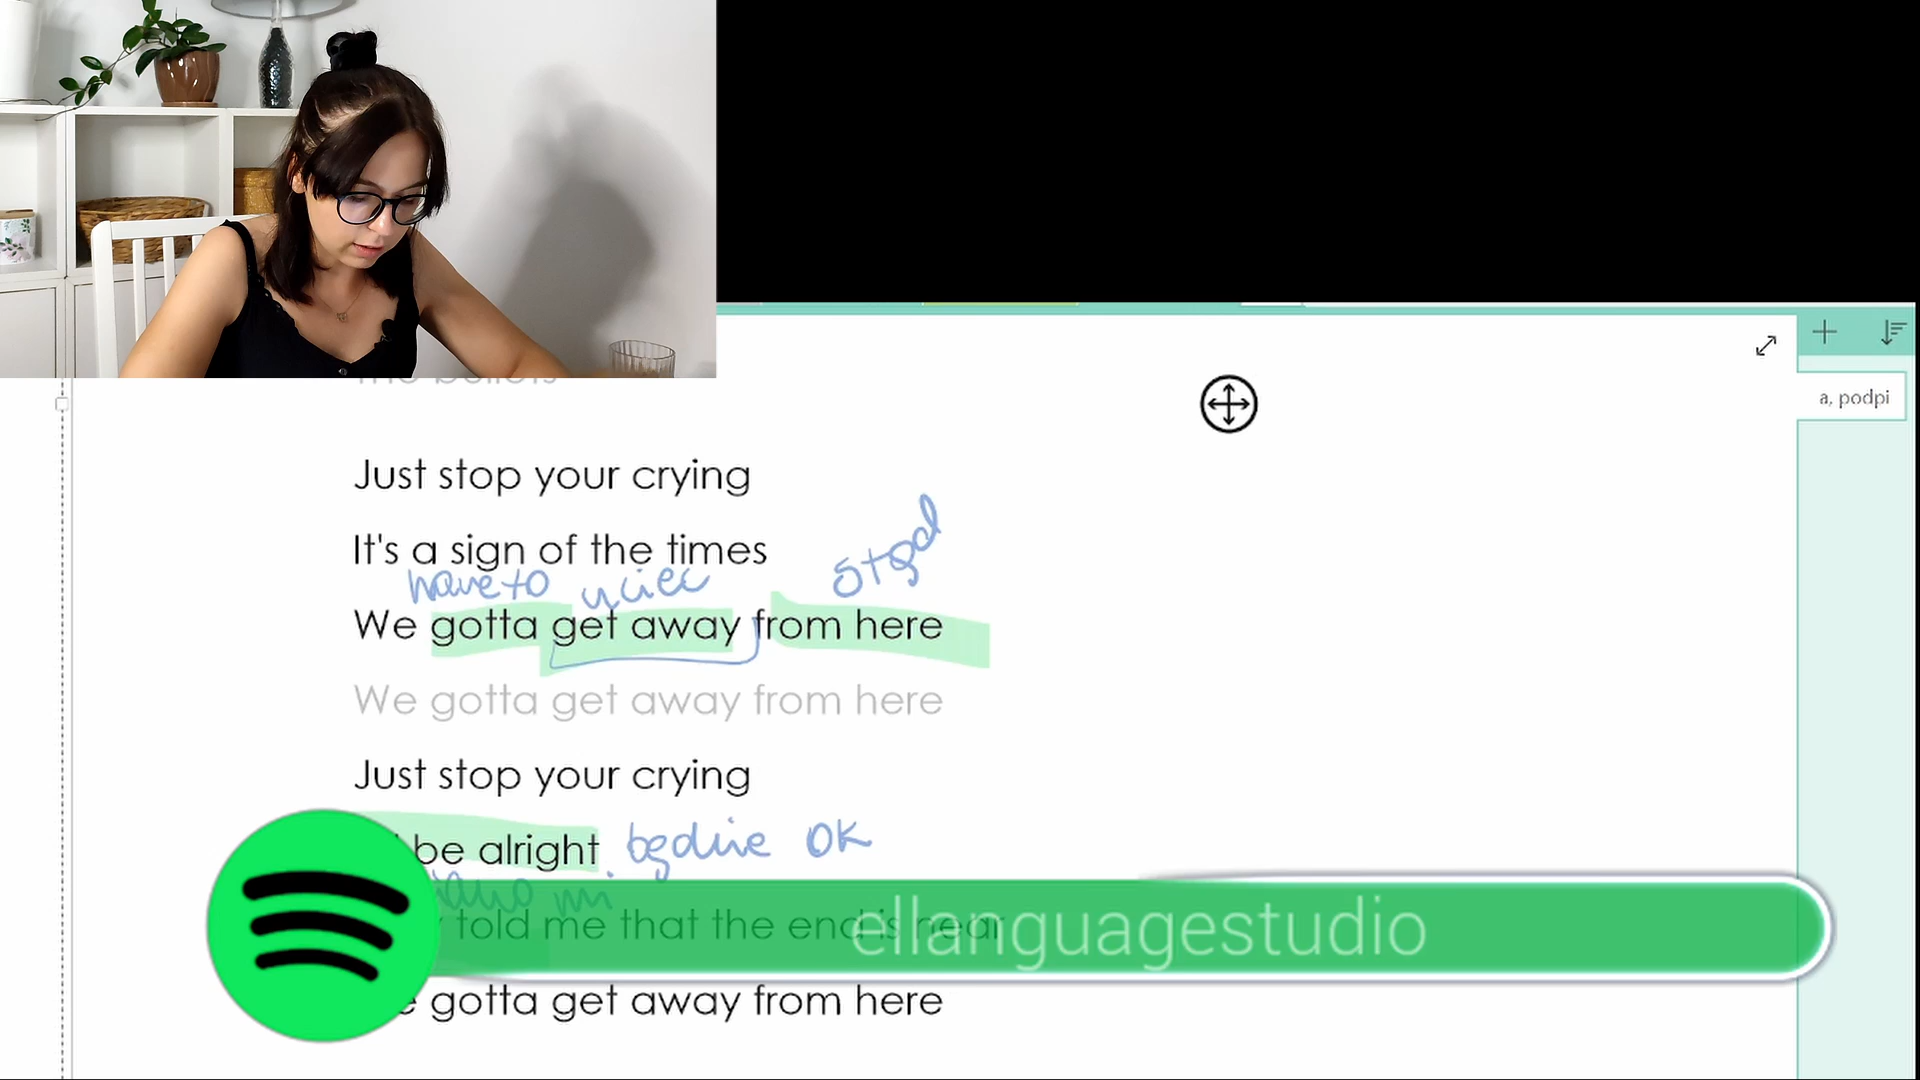 a, podpi
Just stop your crying
It's a sign of the times
have to uciec stąd
We gotta get away from here
We gotta get away from here
Just stop your crying
be alright będzie OK
mi
told me that the end is near
ellanguagestudio
gotta get away from here